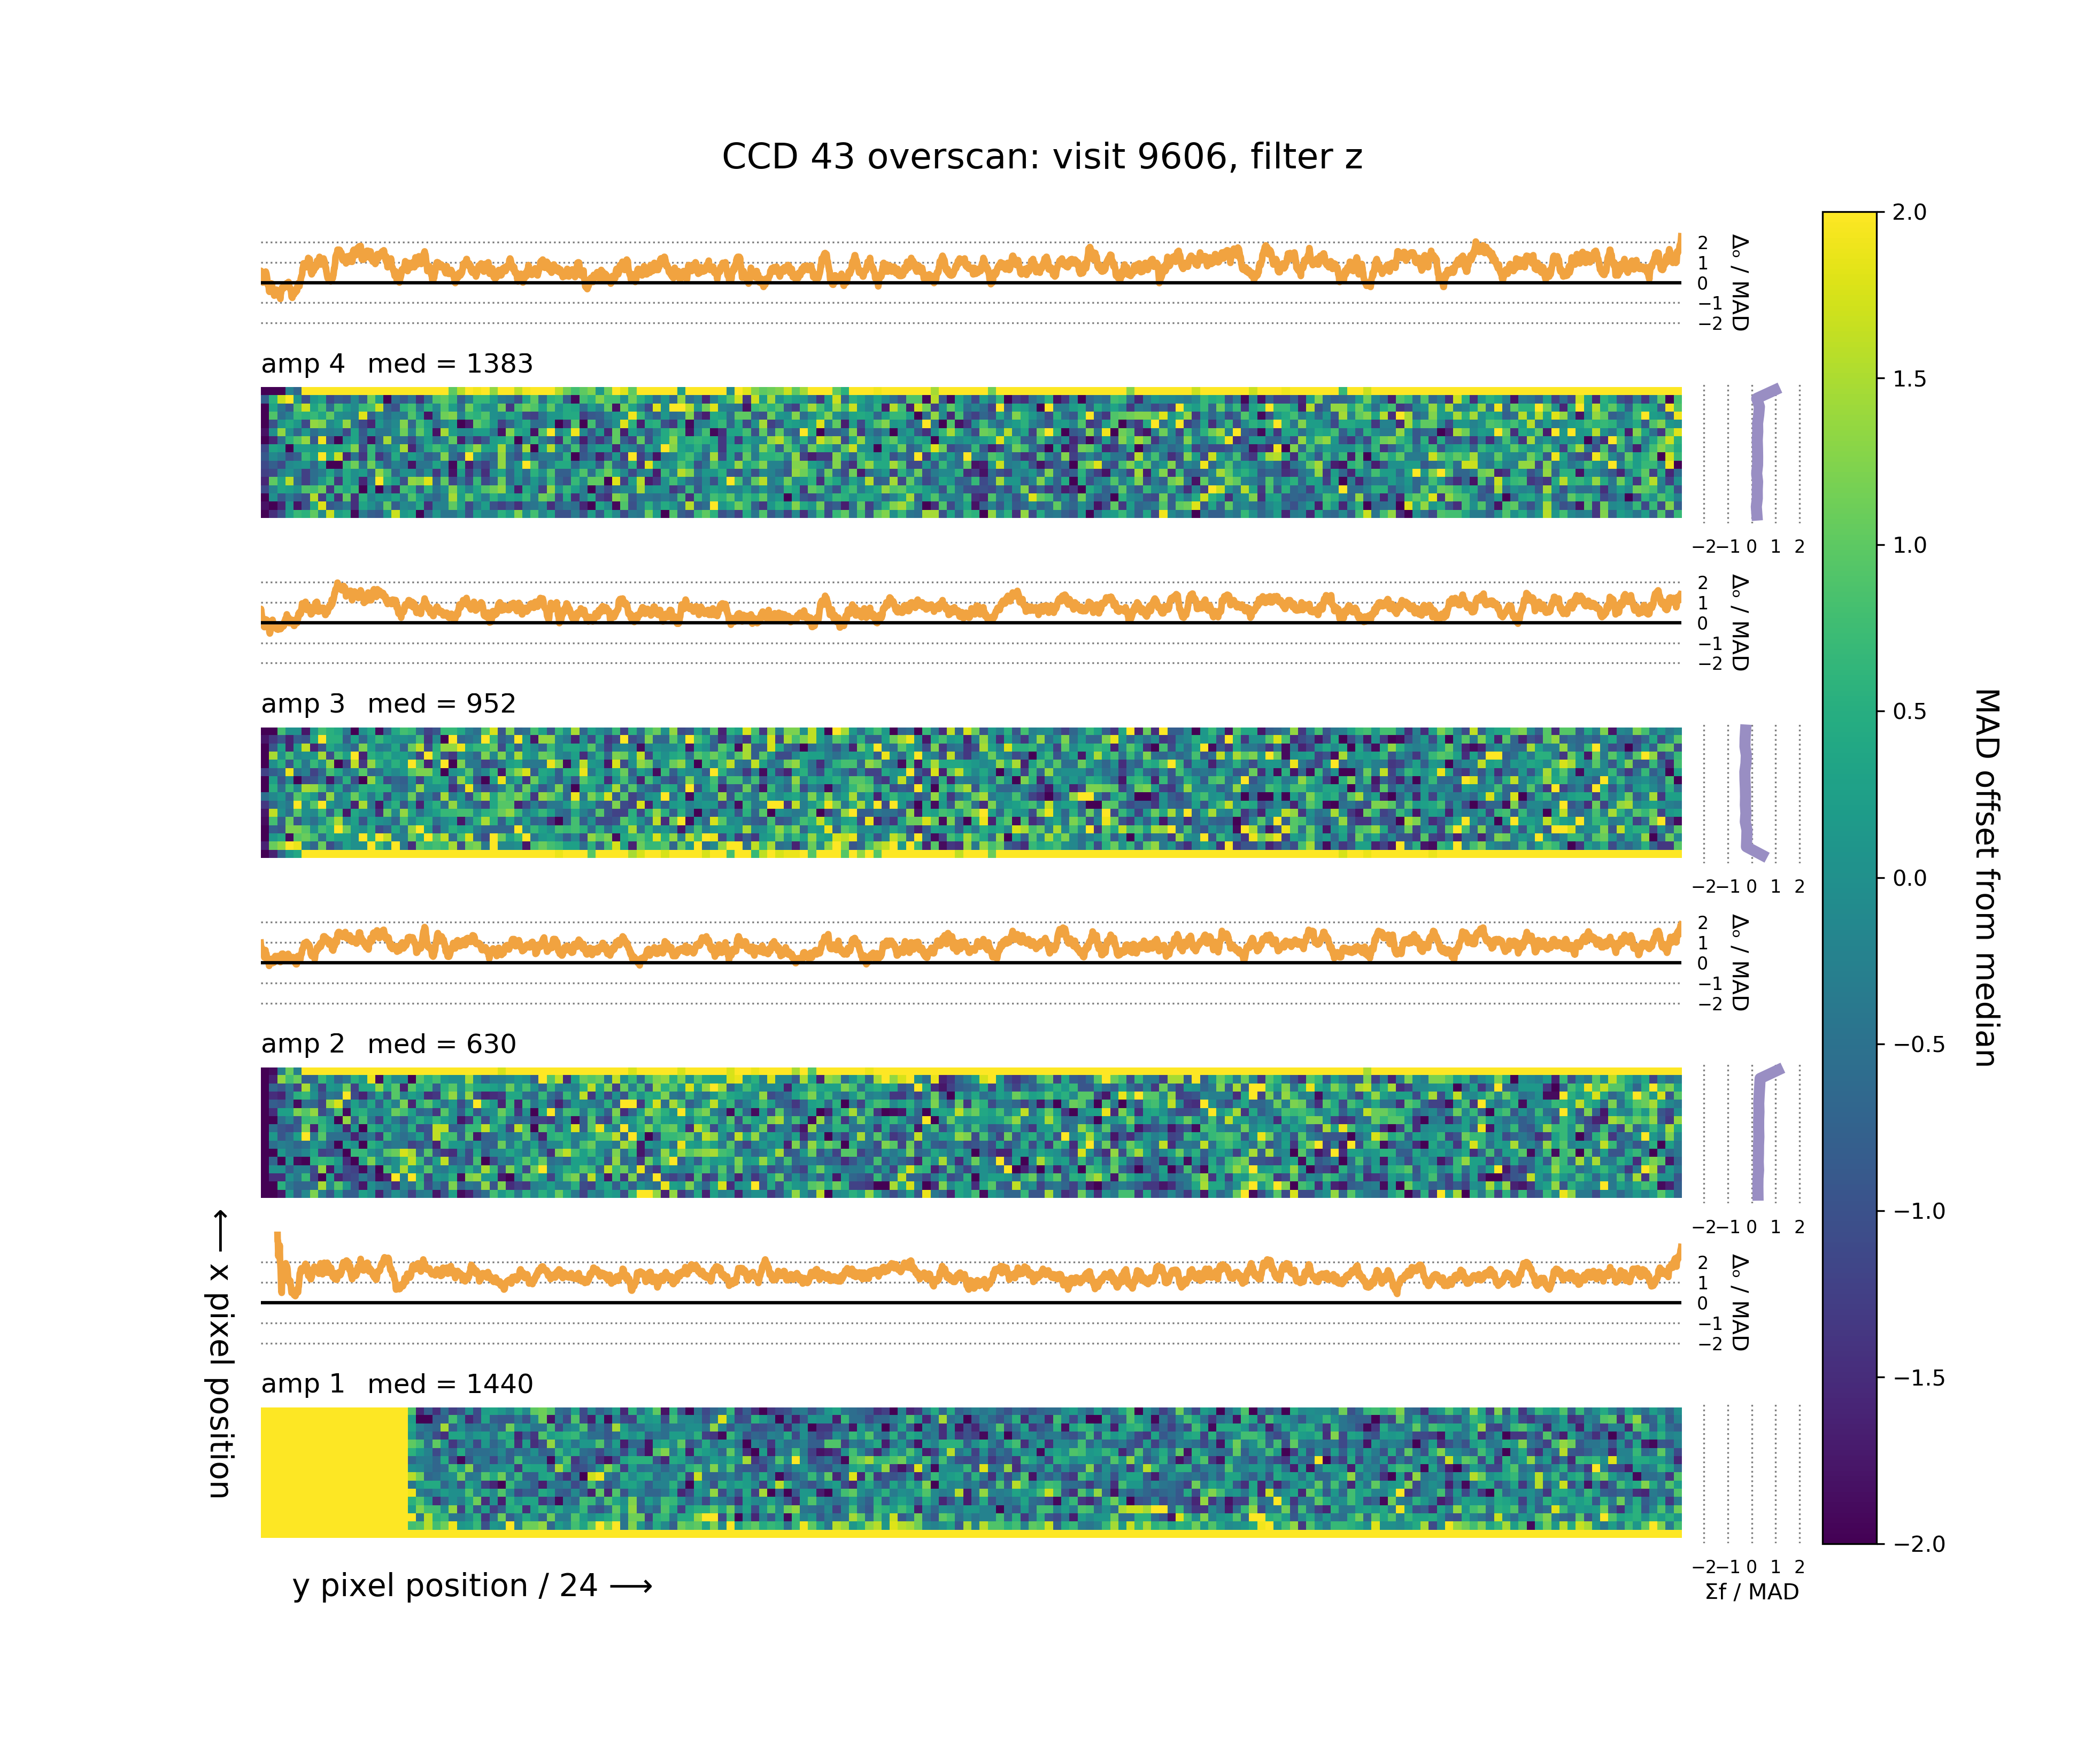 CCD 43 overscan: visit 9606, filter z
2
1
0
−1
−2
Δₒ / MAD
amp 4 med = 1383
−2 −1 0 1 2
2
1
0
−1
−2
Δₒ / MAD
amp 3 med = 952
−2 −1 0 1 2
2
1
0
−1
−2
Δₒ / MAD
amp 2 med = 630
−2 −1 0 1 2
2
1
0
−1
−2
Δₒ / MAD
amp 1 med = 1440
−2 −1 0 1 2
Σf / MAD
y pixel position / 24 ⟶
⟵ x pixel position
2.0
1.5
1.0
0.5
0.0
−0.5
−1.0
−1.5
−2.0
MAD offset from median